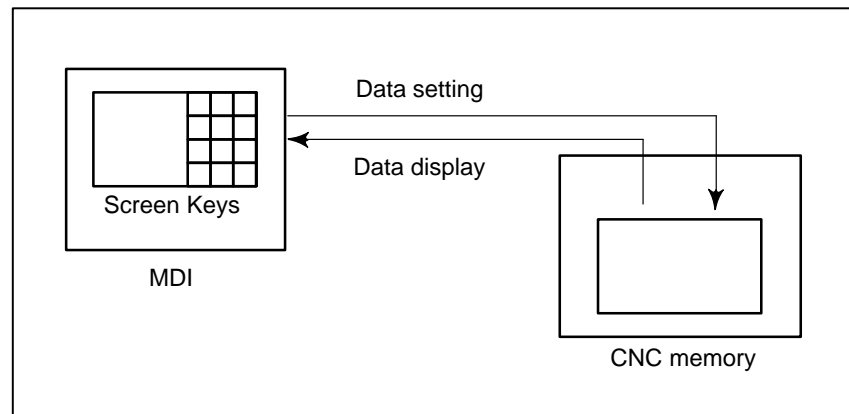 Data setting
Data display
Screen Keys
MDI
CNC memory